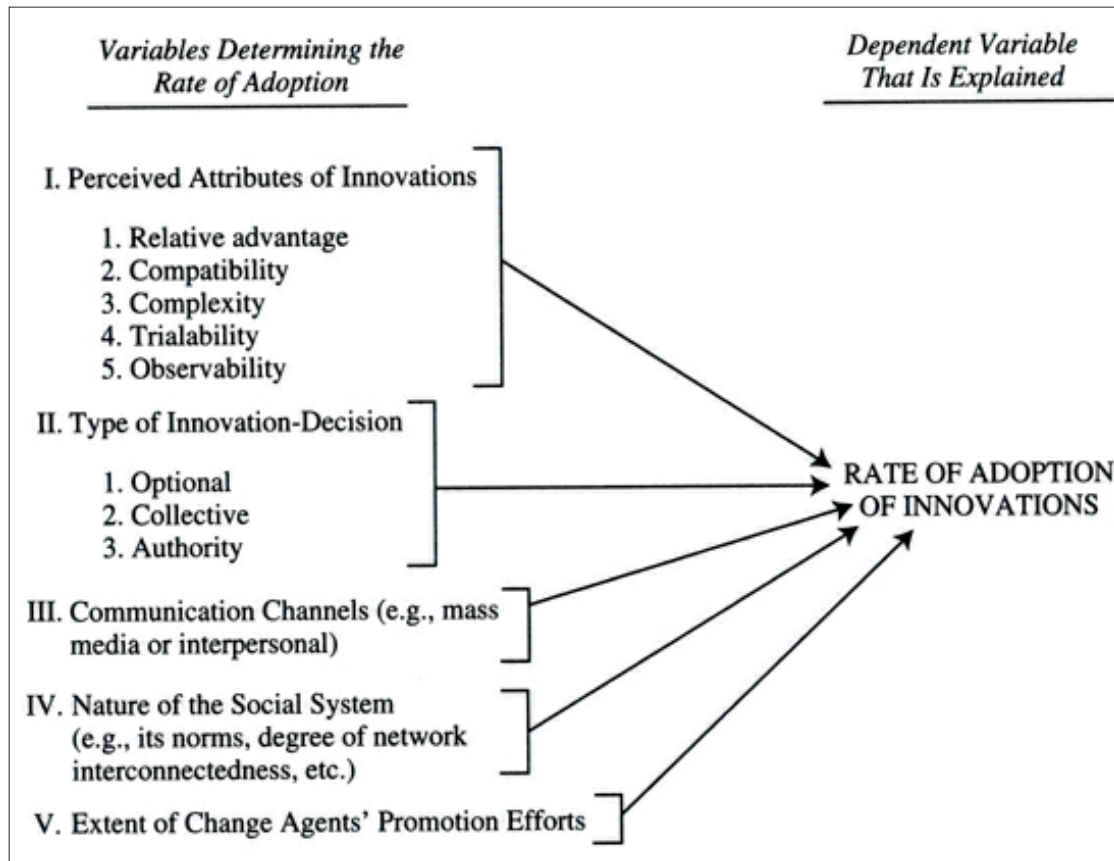 Variables Determining the
Rate of Adoption
Dependent Variable
That Is Explained
I. Perceived Attributes of Innovations
1. Relative advantage
2. Compatibility
3. Complexity
4. Trialability
5. Observability
II. Type of Innovation-Decision
1. Optional
2. Collective
3. Authority
III. Communication Channels (e.g., mass
media or interpersonal)
IV. Nature of the Social System
(e.g., its norms, degree of network
interconnectedness, etc.)
V. Extent of Change Agents' Promotion Efforts
RATE OF ADOPTION
OF INNOVATIONS